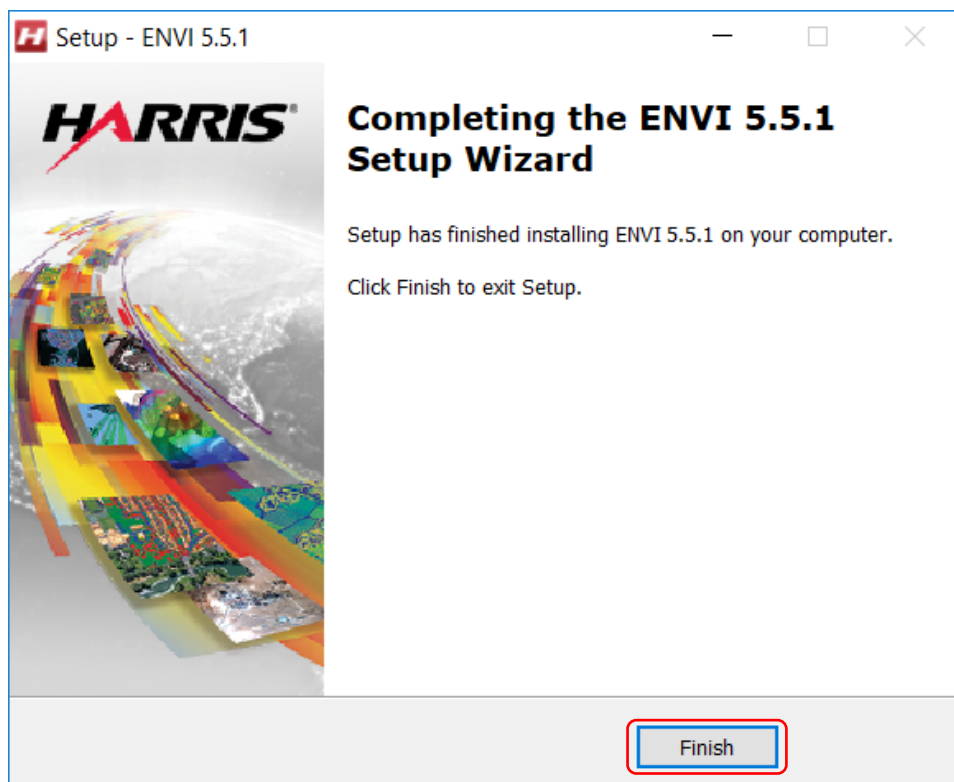 Setup - ENVI 5.5.1
HARRIS®
Completing the ENVI 5.5.1
Setup Wizard
Setup has finished installing ENVI 5.5.1 on your computer.
Click Finish to exit Setup.
Finish